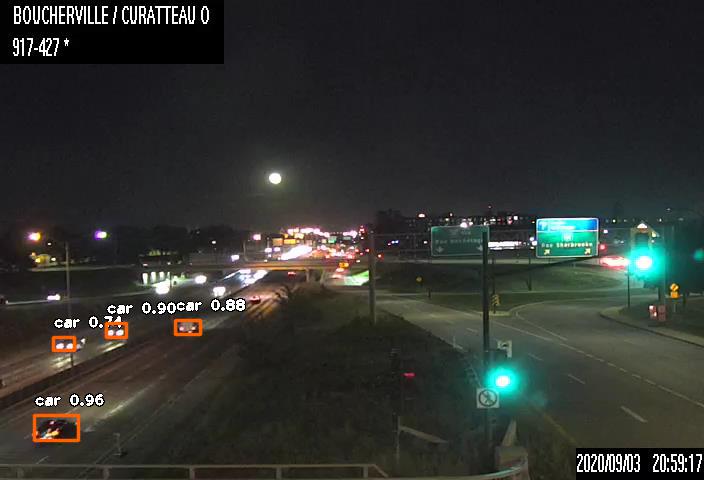 BOUCHERVILLE / CURATTEAU O
917-427 *
car 0.90
car 0.88
car 0.74
car 0.96
Rue Sherbrooke
2020/09/03 20:59:17